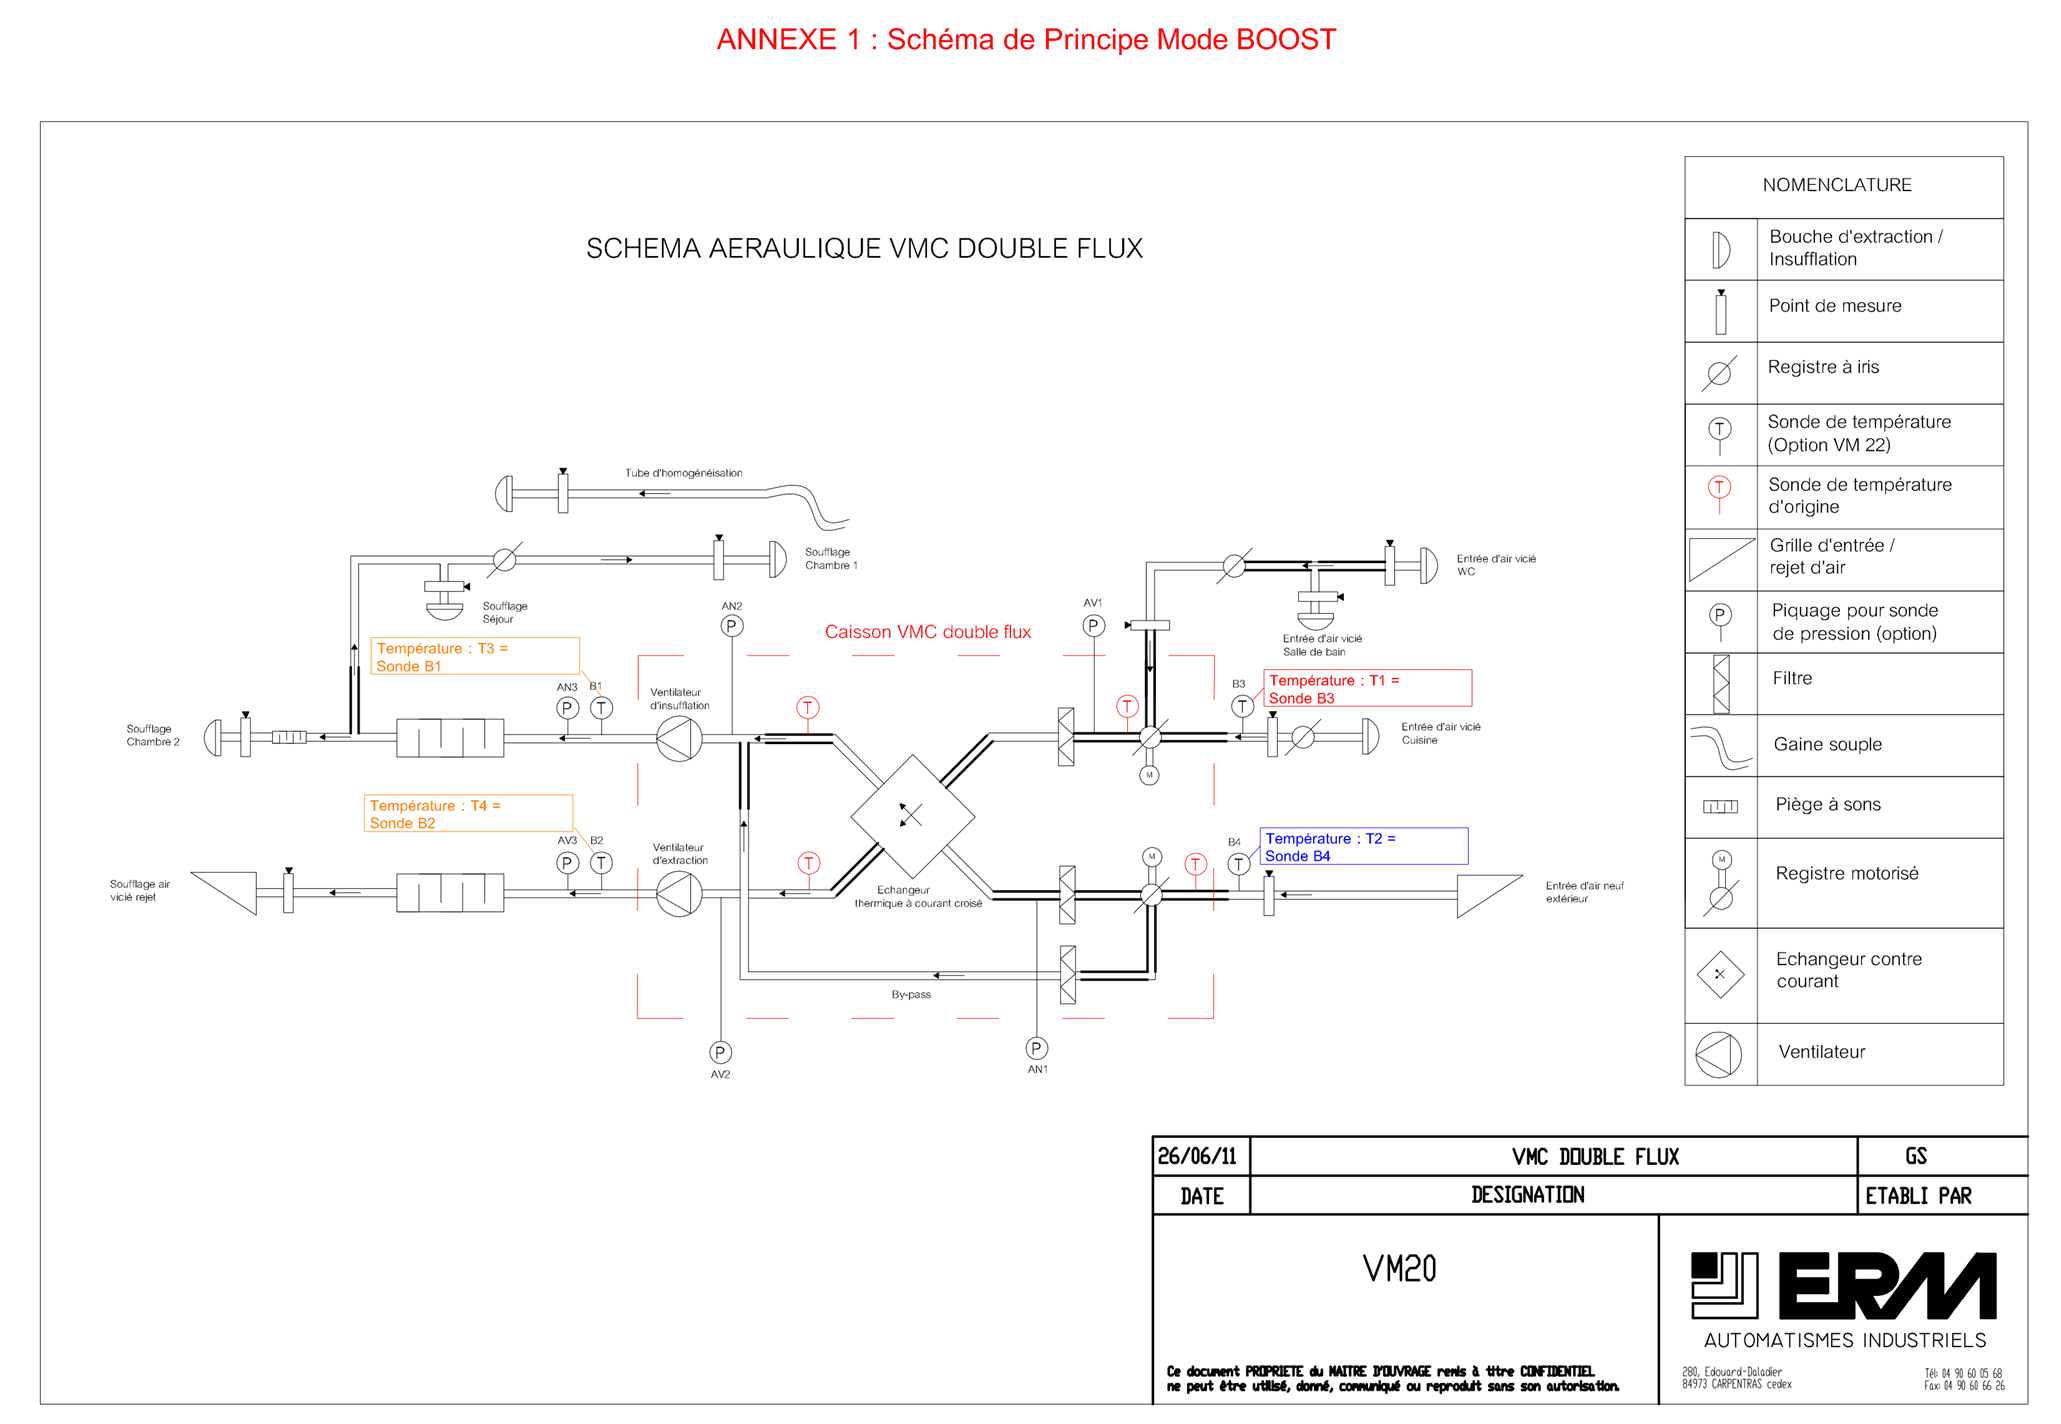 ANNEXE 1 : Schéma de Principe Mode BOOST
SCHEMA AERAULIQUE VMC DOUBLE FLUX
NOMENCLATURE
Bouche d'extraction /
Insufflation
Point de mesure
Registre à iris
T
Sonde de température
(Option VM 22)
T
Sonde de température
d'origine
Grille d'entrée /
rejet d'air
P
Piquage pour sonde
de pression (option)
Filtre
Gaine souple
Piège à sons
M
Registre motorisé
Echangeur contre
courant
Ventilateur
Tube d'homogénéisation
Soufflage
Chambre 1
Soufflage
Séjour
AN2
P
AV1
P
Caisson VMC double flux
Entrée d'air vicié
WC
Entrée d'air vicié
Salle de bain
Température : T3 =
Sonde B1
AN3
P
B1
T
Ventilateur
d'insufflation
T
T
B3
T
Température : T1 =
Sonde B3
Soufflage
Chambre 2
Entrée d'air vicié
Cuisine
M
Température : T4 =
Sonde B2
AV3
P
B2
T
Ventilateur
d'extraction
T
M
T
B4
T
Température : T2 =
Sonde B4
Soufflage air
vicié rejet
Echangeur
thermique à courant croisé
Entrée d'air neuf
extérieur
By-pass
P
AV2
P
AN1
26/06/11
VMC DOUBLE FLUX
GS
DATE
DESIGNATION
ETABLI PAR
VM20
ERM
AUTOMATISMES INDUSTRIELS
Ce document PROPRIETE du MAITRE D'OUVRAGE remis à titre CONFIDENTIEL
ne peut être utilisé, donné, communiqué ou reproduit sans son autorisation.
280, Edouard-Daladier
84973 CARPENTRAS cedex
Tél: 04 90 60 05 68
Fax: 04 90 60 66 26